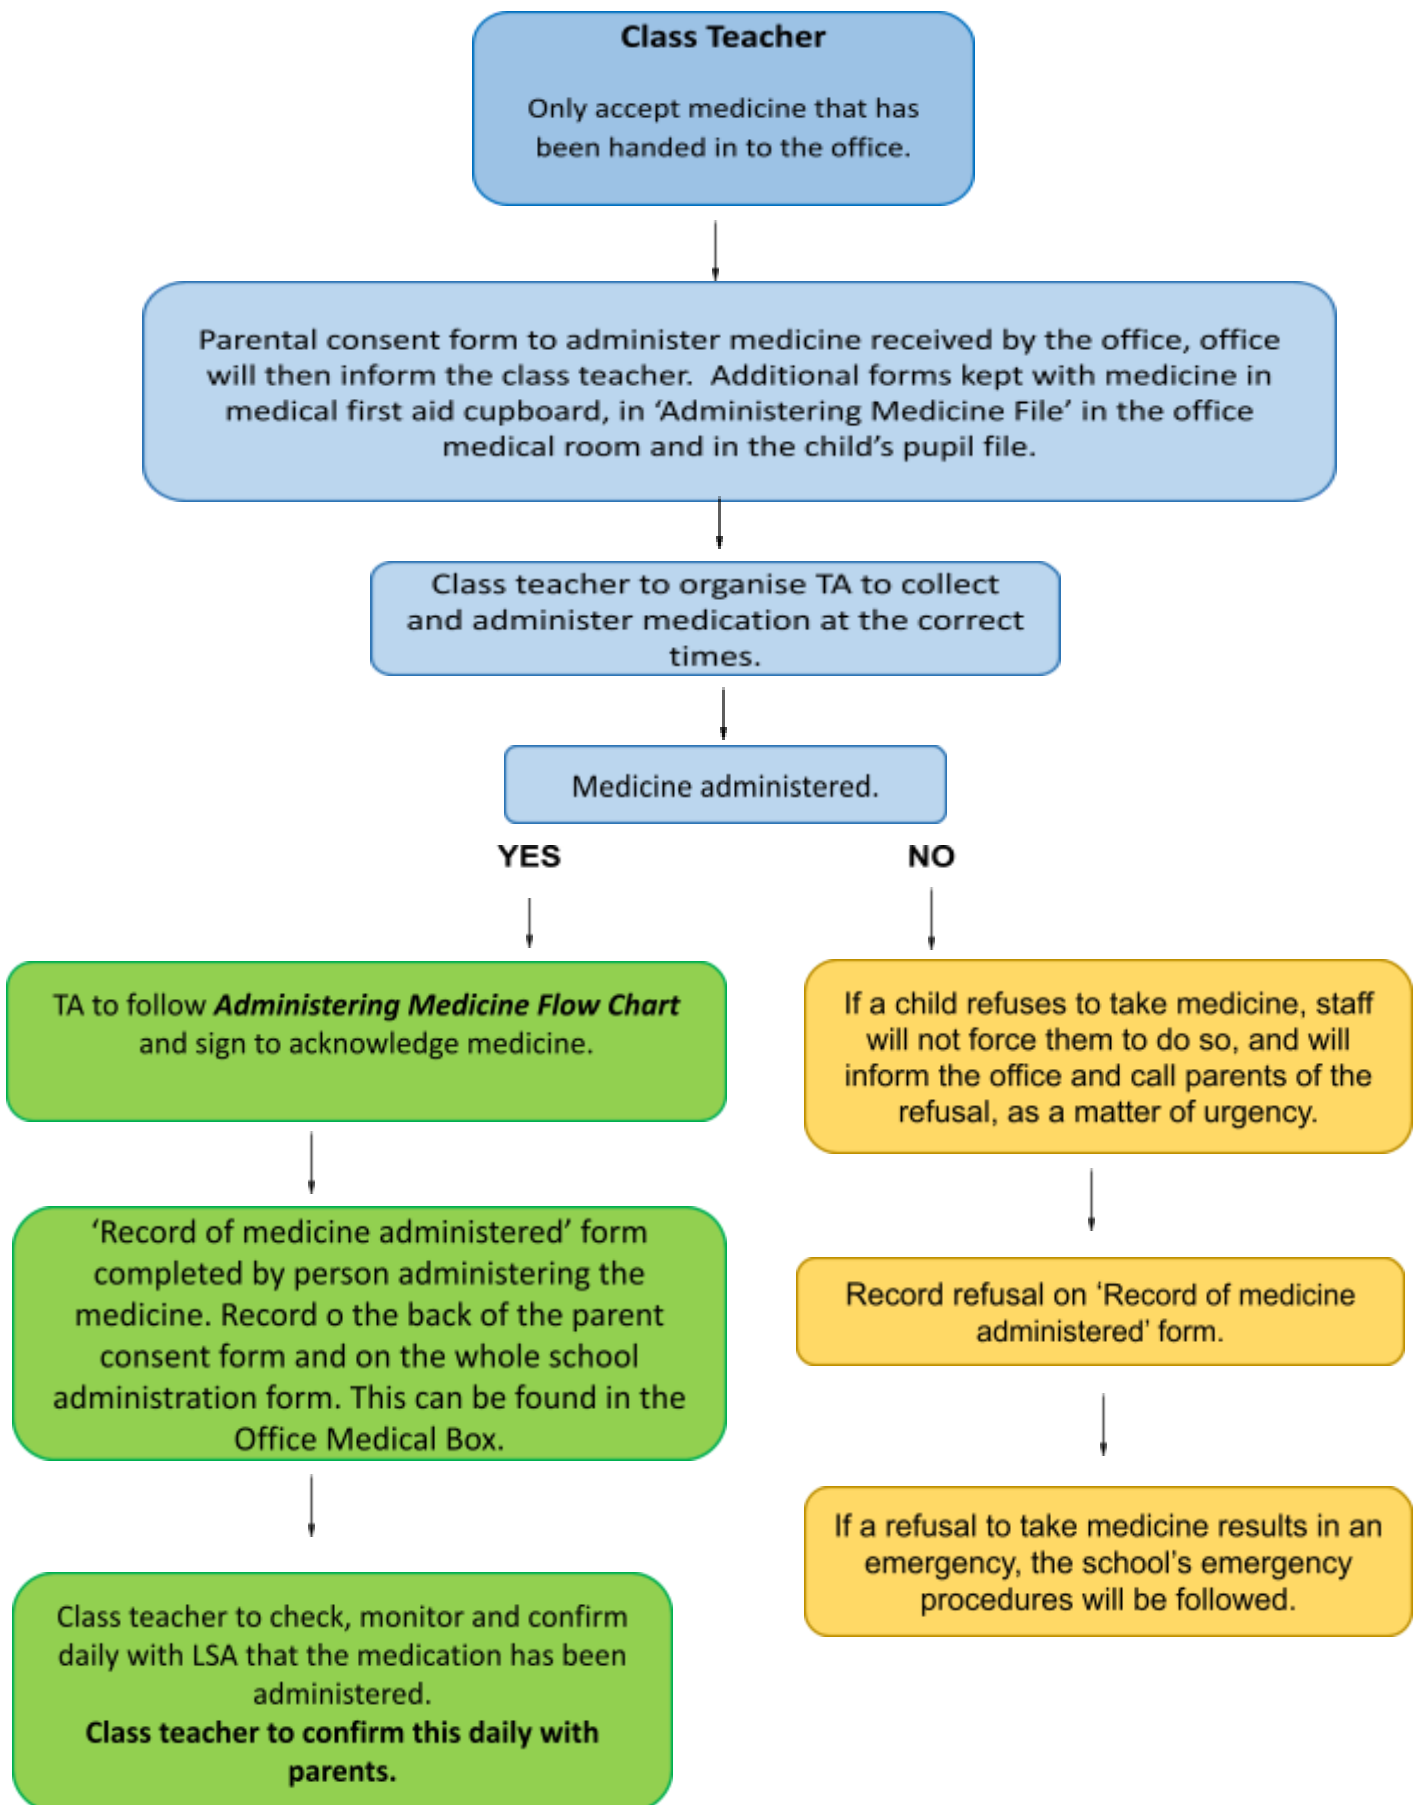 Class Teacher
Only accept medicine that has
been handed in to the office.
Parental consent form to administer medicine received by the office, office
will then inform the class teacher.  Additional forms kept with medicine in
medical first aid cupboard, in ‘Administering Medicine File’ in the office
medical room and in the child’s pupil file.
Class teacher to organise TA to collect
and administer medication at the correct
times.
Medicine administered.
YES
NO
TA to follow Administering Medicine Flow Chart
and sign to acknowledge medicine.
‘Record of medicine administered’ form
completed by person administering the
medicine. Record o the back of the parent
consent form and on the whole school
administration form. This can be found in the
Office Medical Box.
Class teacher to check, monitor and confirm
daily with LSA that the medication has been
administered.
Class teacher to confirm this daily with
parents.
If a child refuses to take medicine, staff
will not force them to do so, and will
inform the office and call parents of the
refusal, as a matter of urgency.
Record refusal on ‘Record of medicine
administered’ form.
If a refusal to take medicine results in an
emergency, the school’s emergency
procedures will be followed.